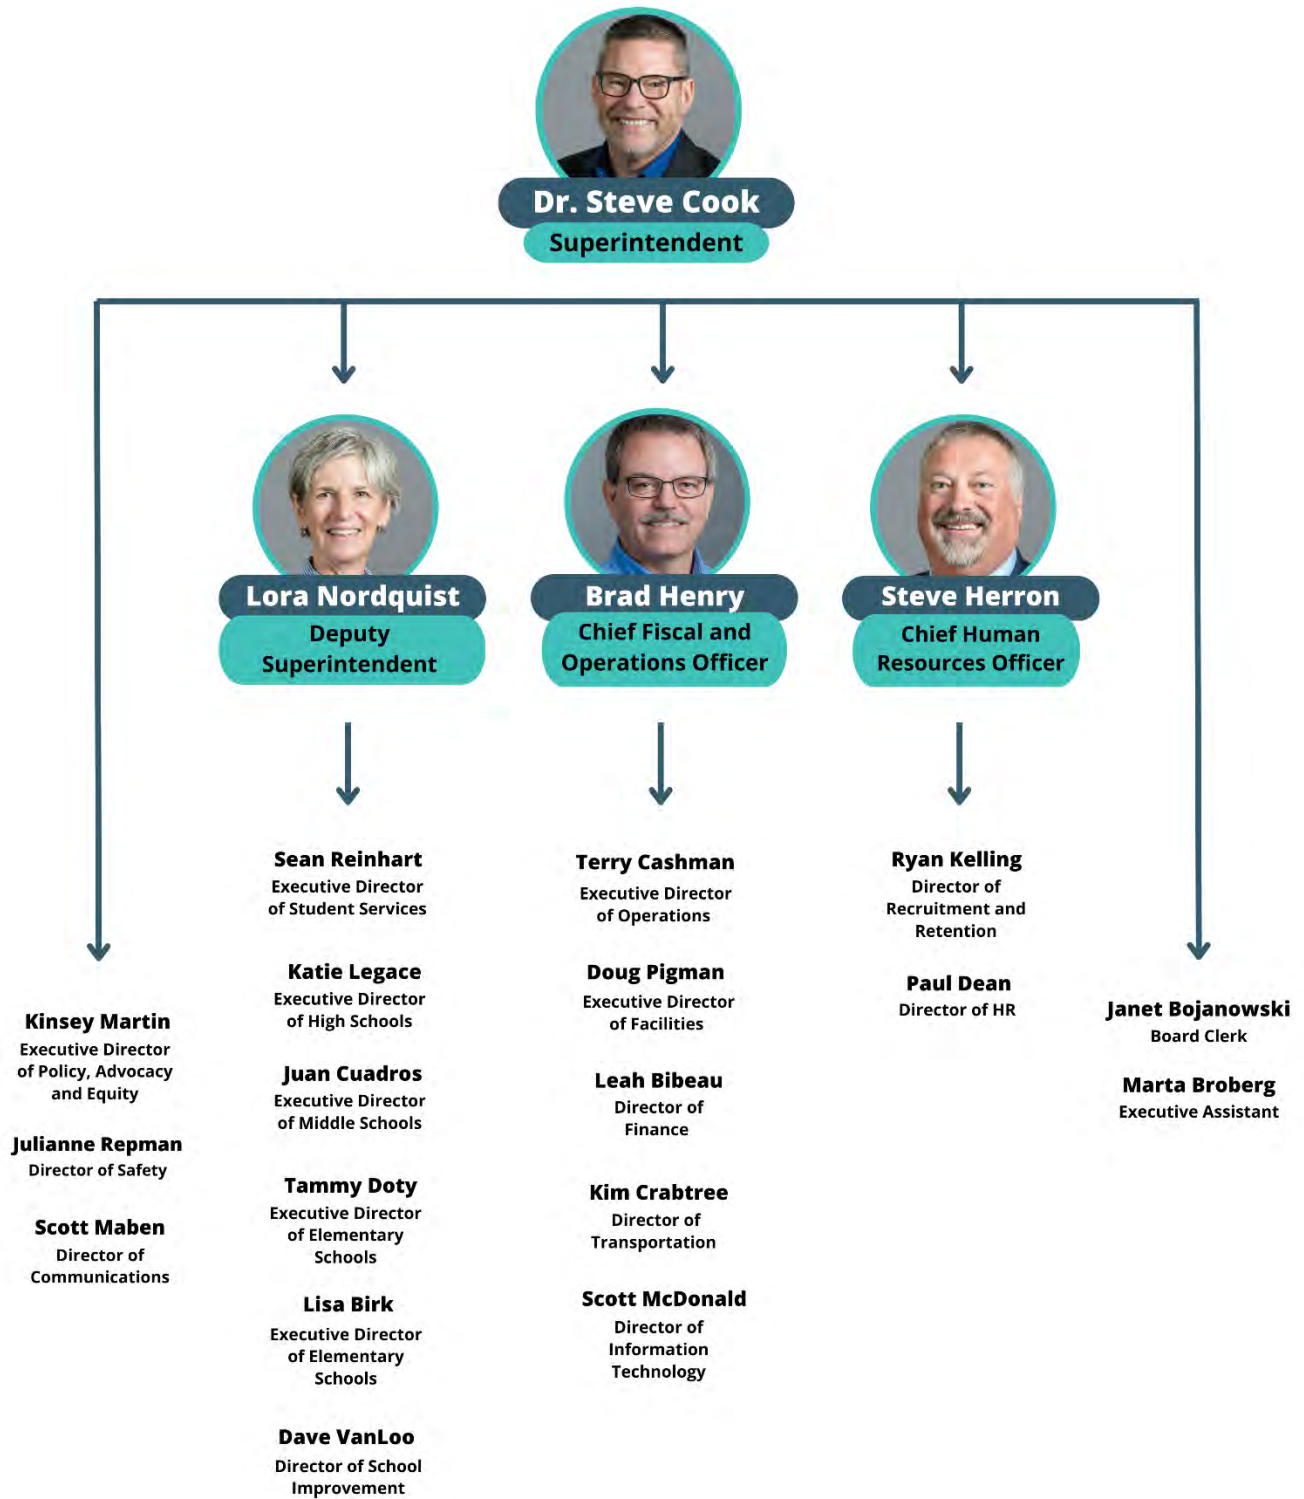 Dr. Steve Cook
Superintendent
Lora Nordquist
Deputy
Superintendent
Brad Henry
Chief Fiscal and
Operations Officer
Steve Herron
Chief Human
Resources Officer
Kinsey Martin
Executive Director
of Policy, Advocacy
and Equity
Julianne Repman
Director of Safety
Scott Maben
Director of
Communications
Sean Reinhart
Executive Director
of Student Services
Katie Legace
Executive Director
of High Schools
Juan Cuadros
Executive Director
of Middle Schools
Tammy Doty
Executive Director
of Elementary
Schools
Lisa Birk
Executive Director
of Elementary
Schools
Dave VanLoo
Director of School
Improvement
Terry Cashman
Executive Director
of Operations
Doug Pigman
Executive Director
of Facilities
Leah Bibeau
Director of
Finance
Kim Crabtree
Director of
Transportation
Scott McDonald
Director of
Information
Technology
Ryan Kelling
Director of
Recruitment and
Retention
Paul Dean
Director of HR
Janet Bojanowski
Board Clerk
Marta Broberg
Executive Assistant